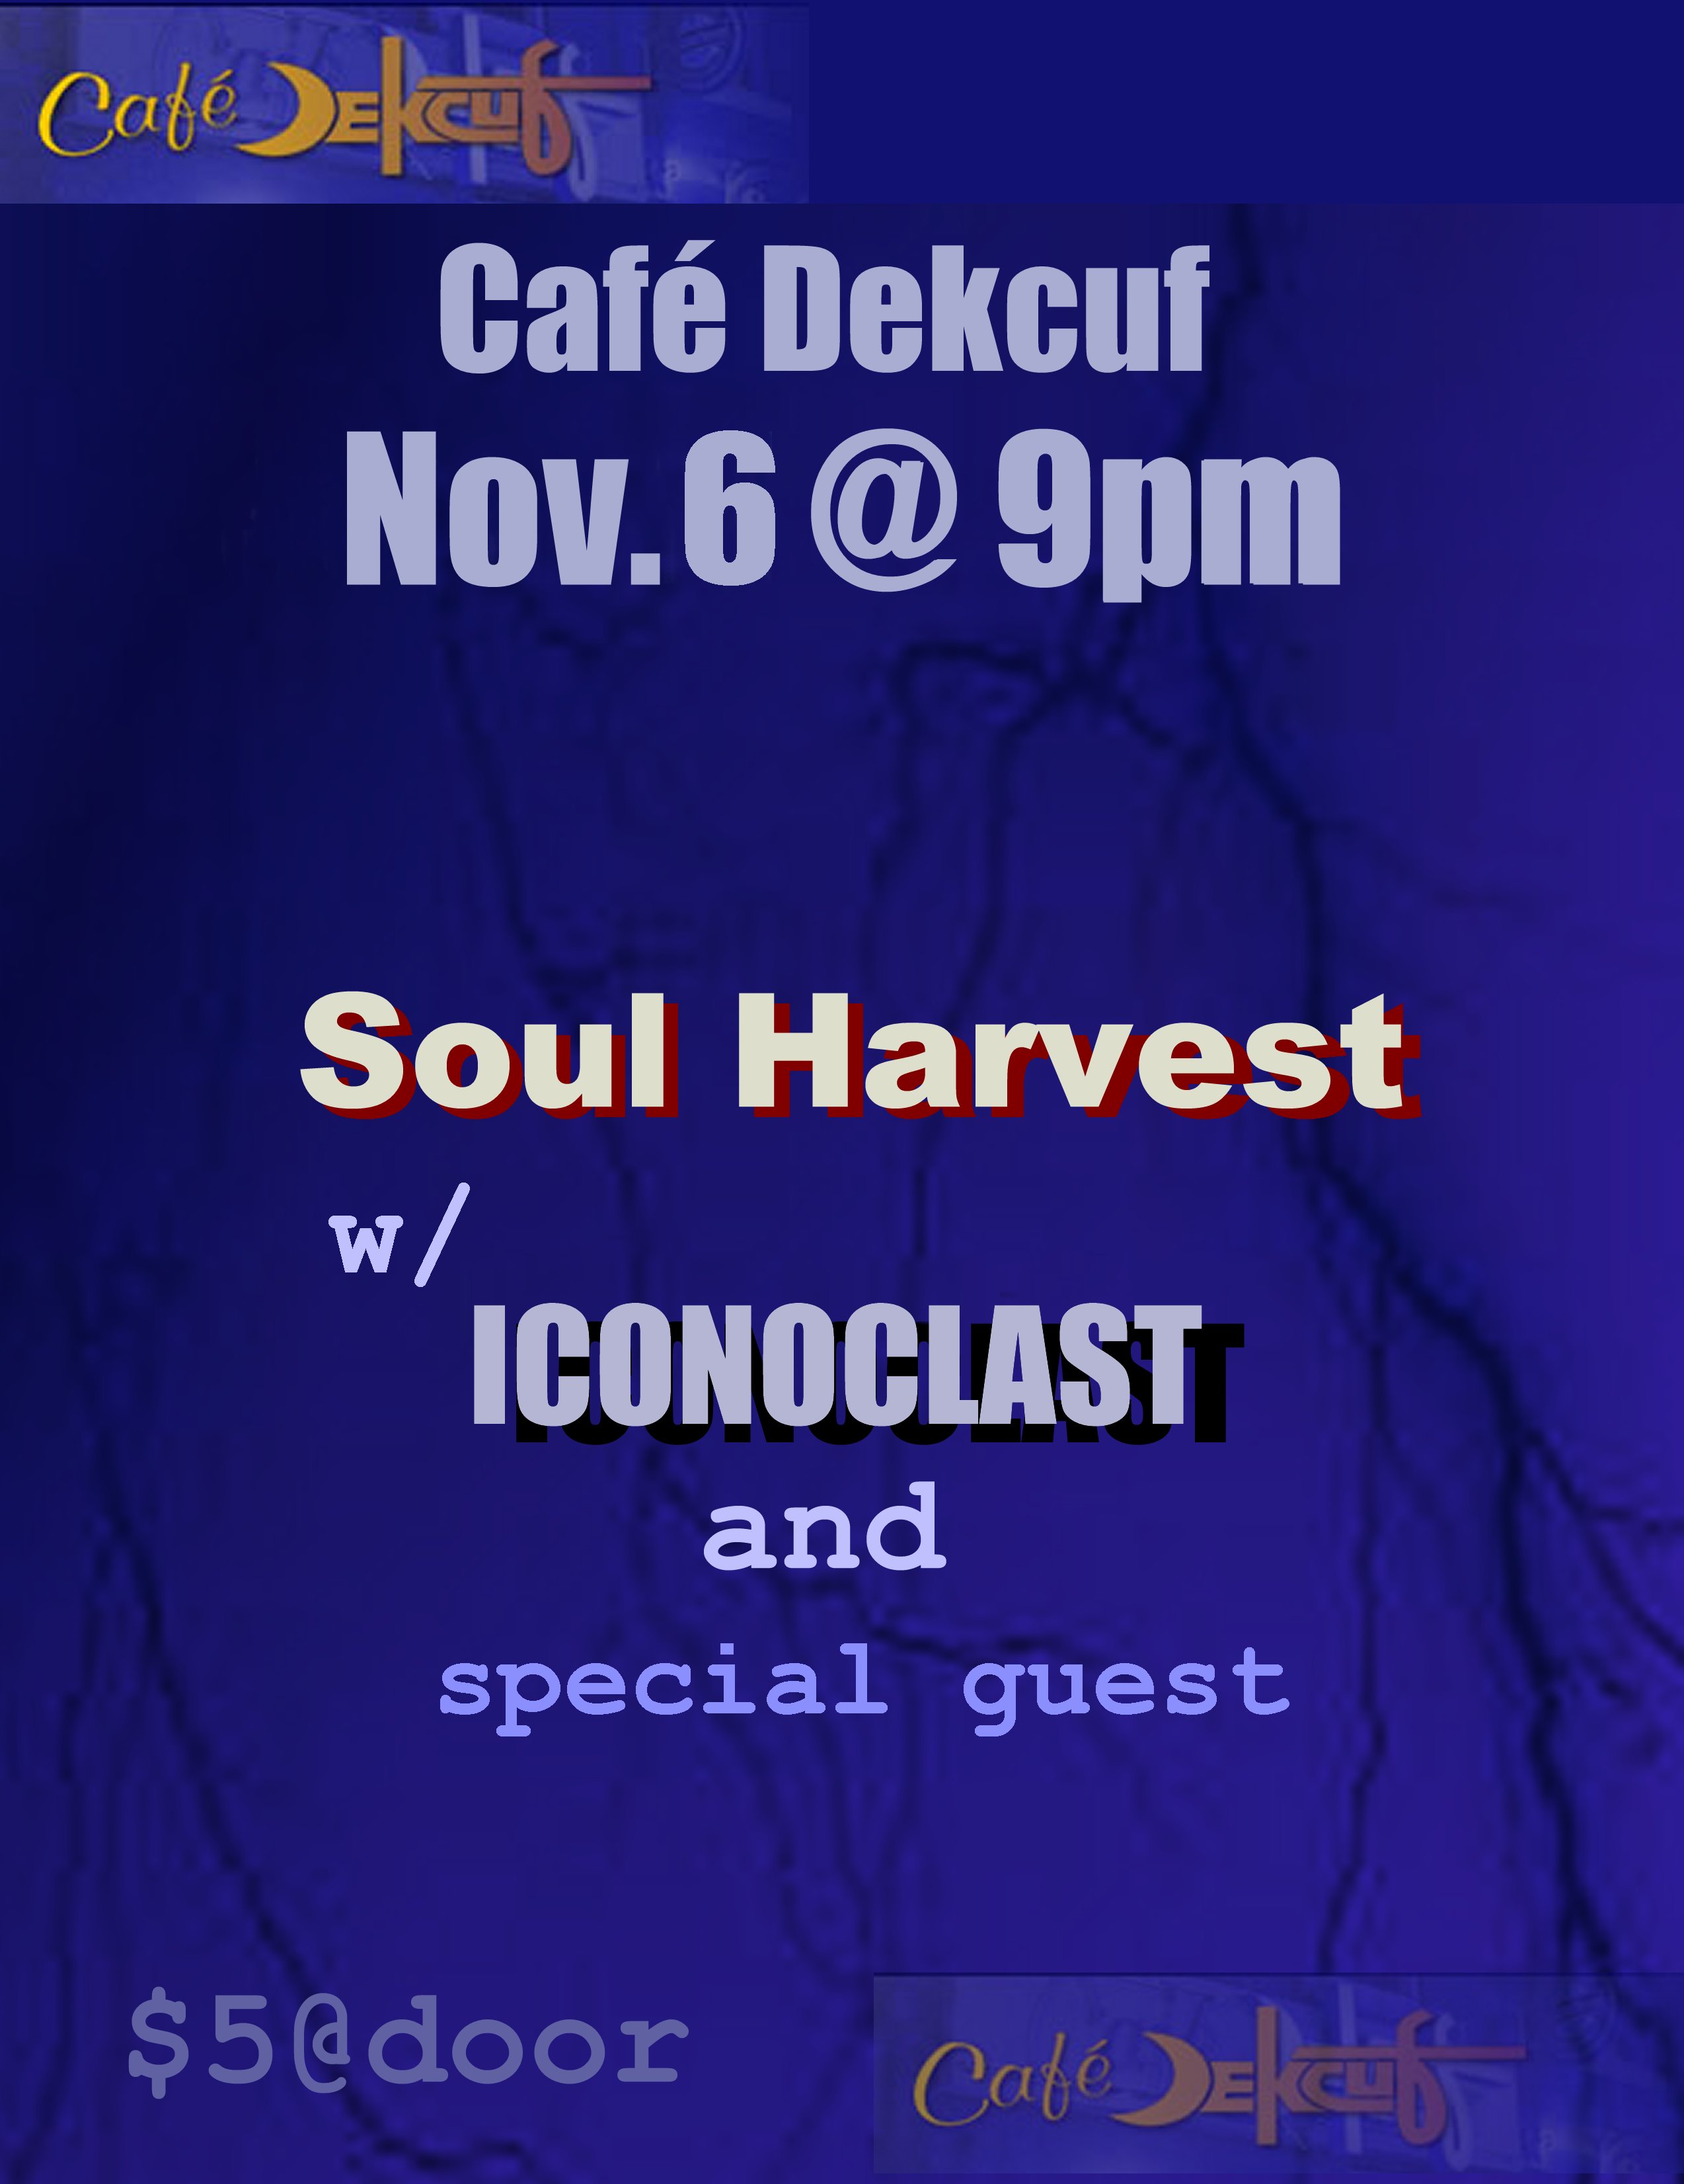 Café Dekcuf
Café Dekcuf
Nov. 6 @ 9pm
Soul Harvest
w/
ICONOCLAST
and
special guest
$5@door
Café Dekcuf